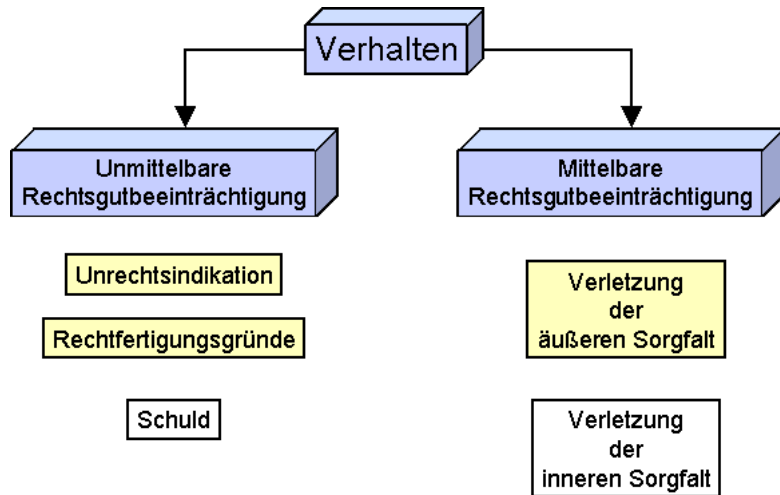 Verhalten
Unmittelbare
Rechtsgutbeeinträchtigung
Unrechtsindikation
Rechtfertigungsgründe
Schuld
Mittelbare
Rechtsgutbeeinträchtigung
Verletzung
der
äußeren Sorgfalt
Verletzung
der
inneren Sorgfalt